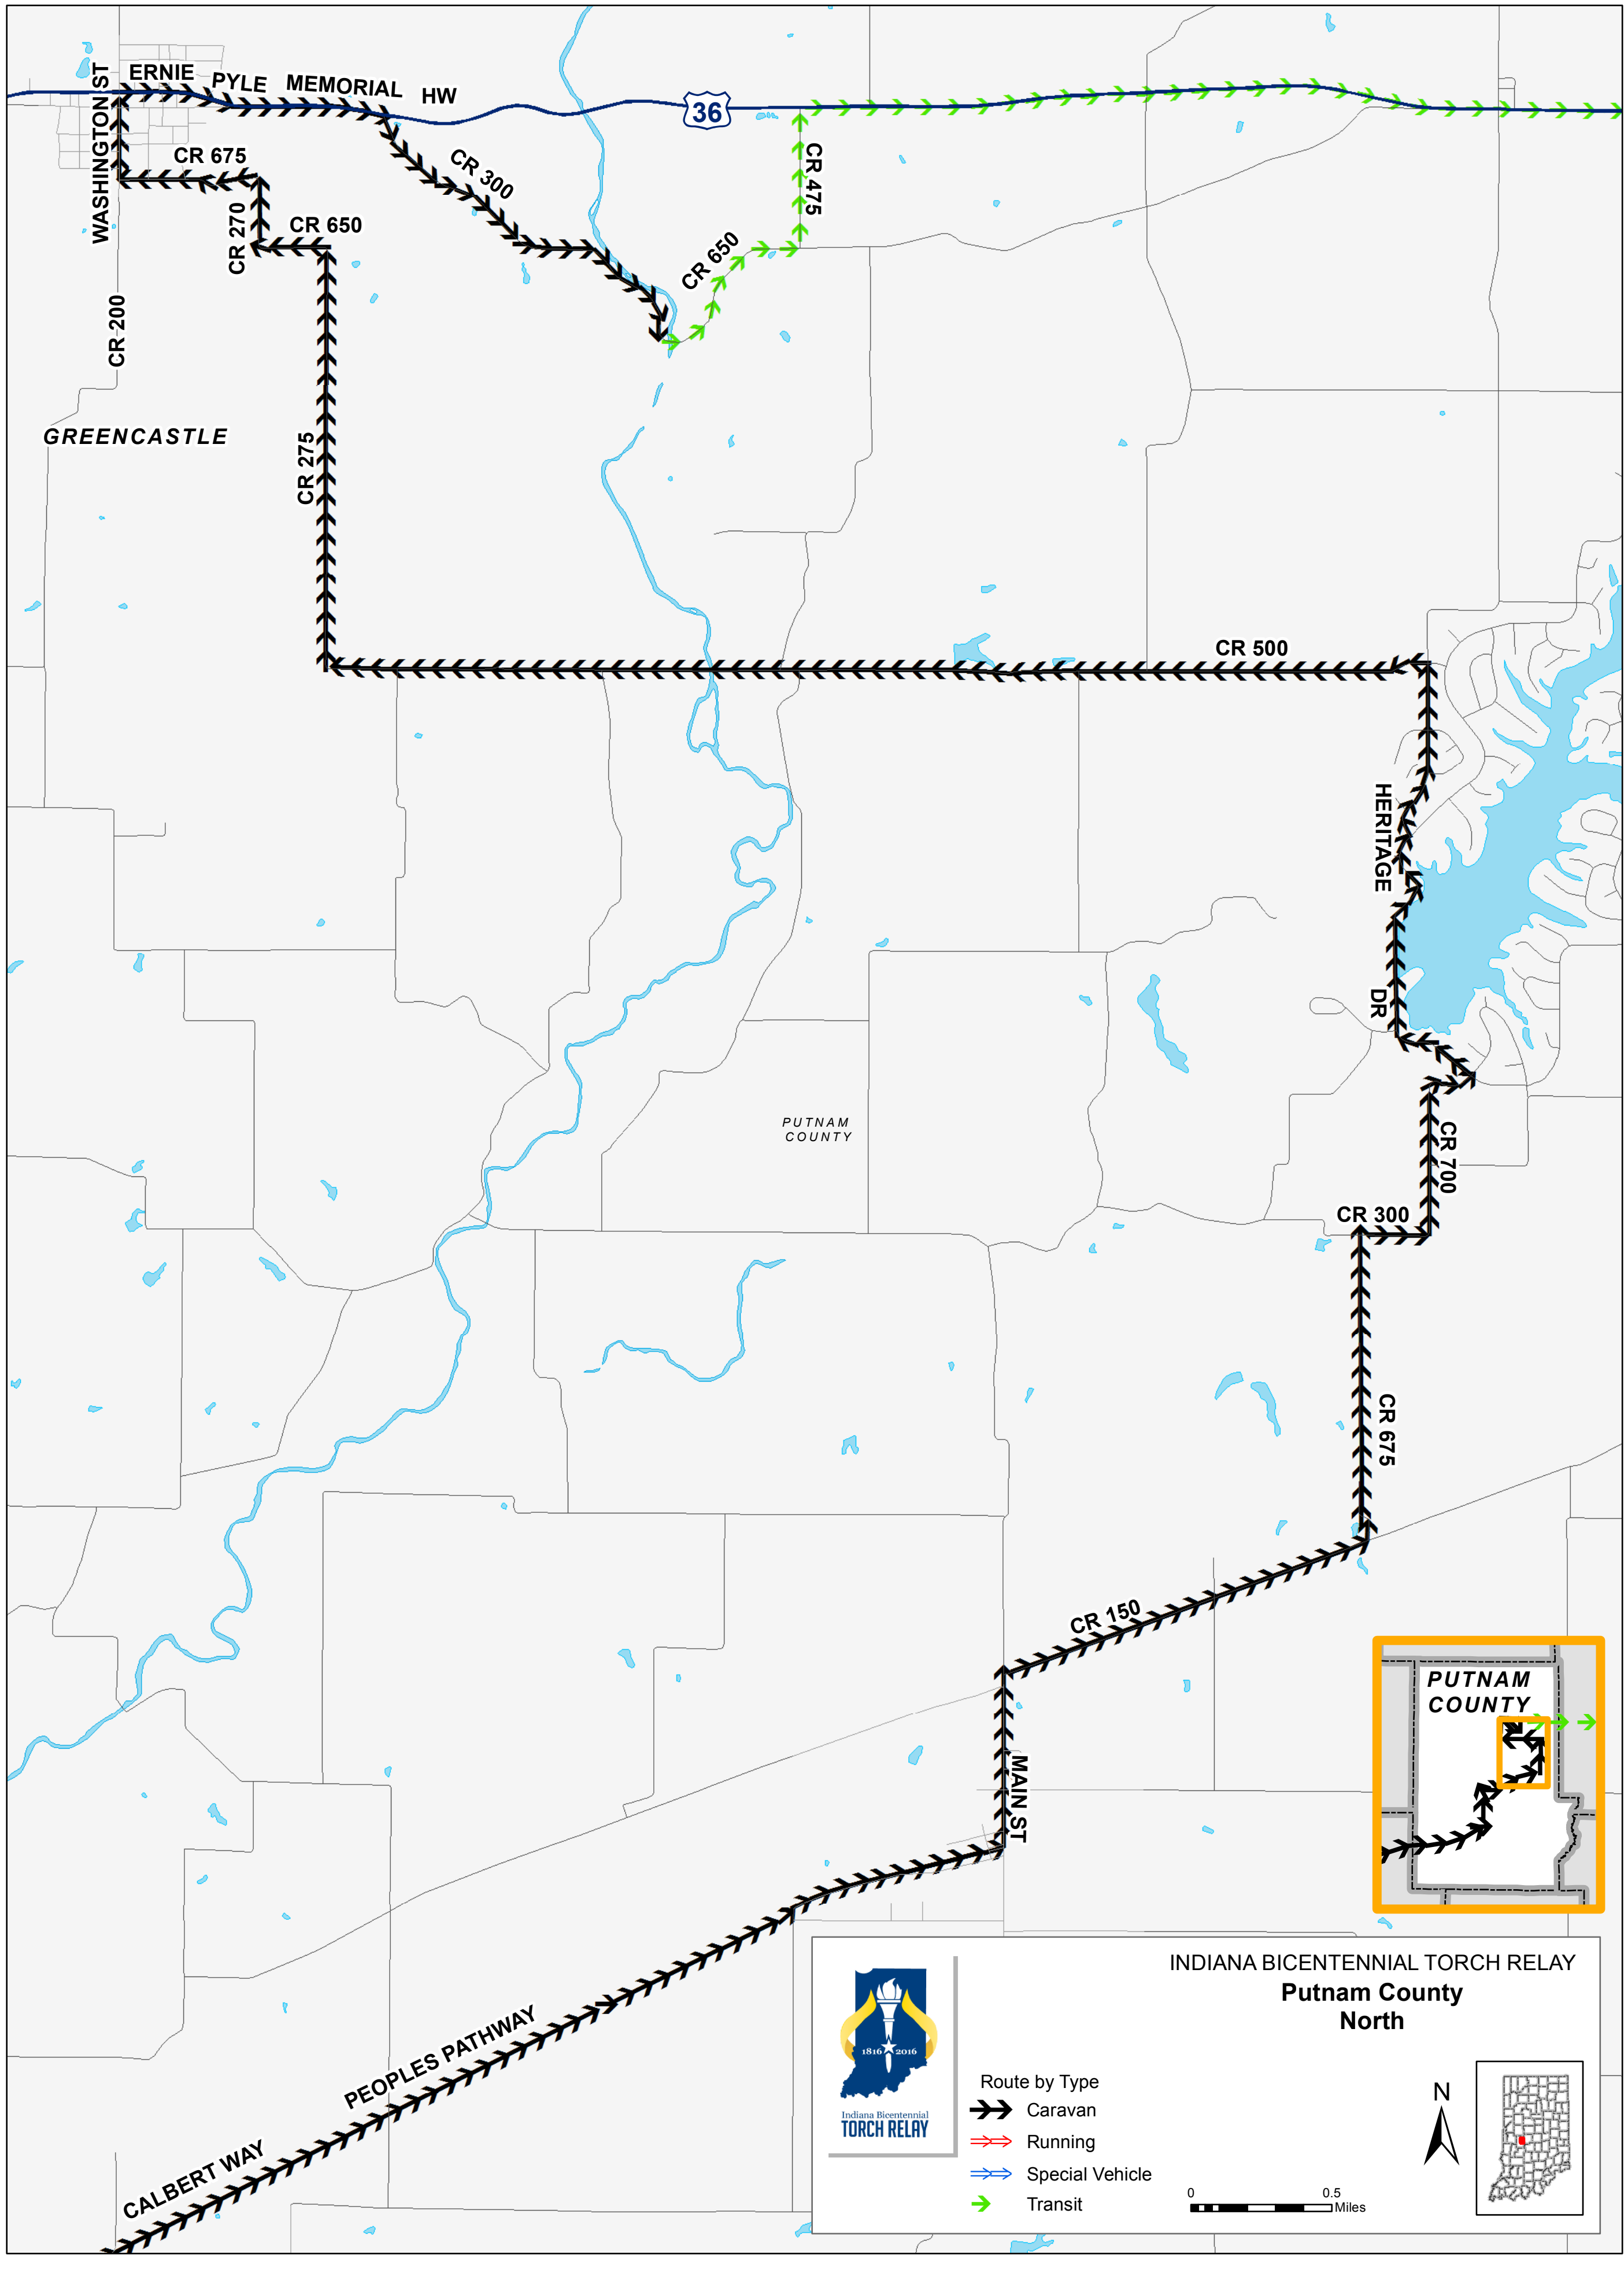 ERNIE PYLE MEMORIAL HW
36
WASHINGTON ST
CR 675
CR 270
CR 650
CR 300
CR 475
CR 650
CR 200
GREENCASTLE
CR 275
CR 500
HERITAGE DR
PUTNAM
COUNTY
CR 700
CR 300
CR 675
CR 150
MAIN ST
PEOPLES PATHWAY
CALBERT WAY
PUTNAM
COUNTY
INDIANA BICENTENNIAL TORCH RELAY
Putnam County
North
1816 2016
Indiana Bicentennial
TORCH RELAY
Route by Type
Caravan
Running
Special Vehicle
Transit
N
0 0.5
Miles